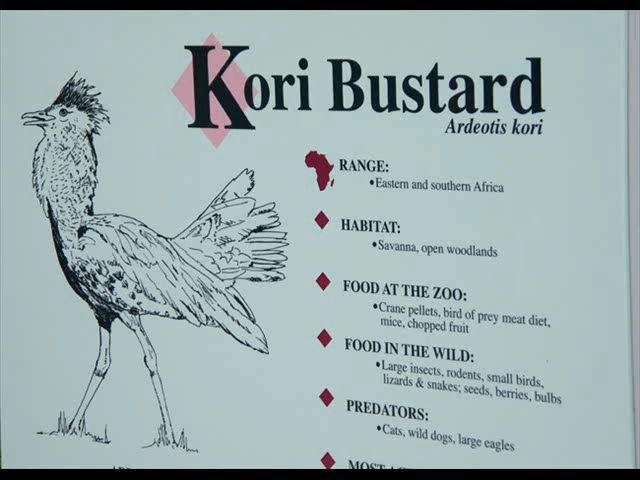 Kori Bustard
Ardeotis kori
RANGE:
•Eastern and southern Africa
HABITAT:
•Savanna, open woodlands
FOOD AT THE ZOO:
•Crane pellets, bird of prey meat diet,
mice, chopped fruit
FOOD IN THE WILD:
•Large insects, rodents, small birds,
lizards & snakes; seeds, berries, bulbs
PREDATORS:
•Cats, wild dogs, large eagles
MOST